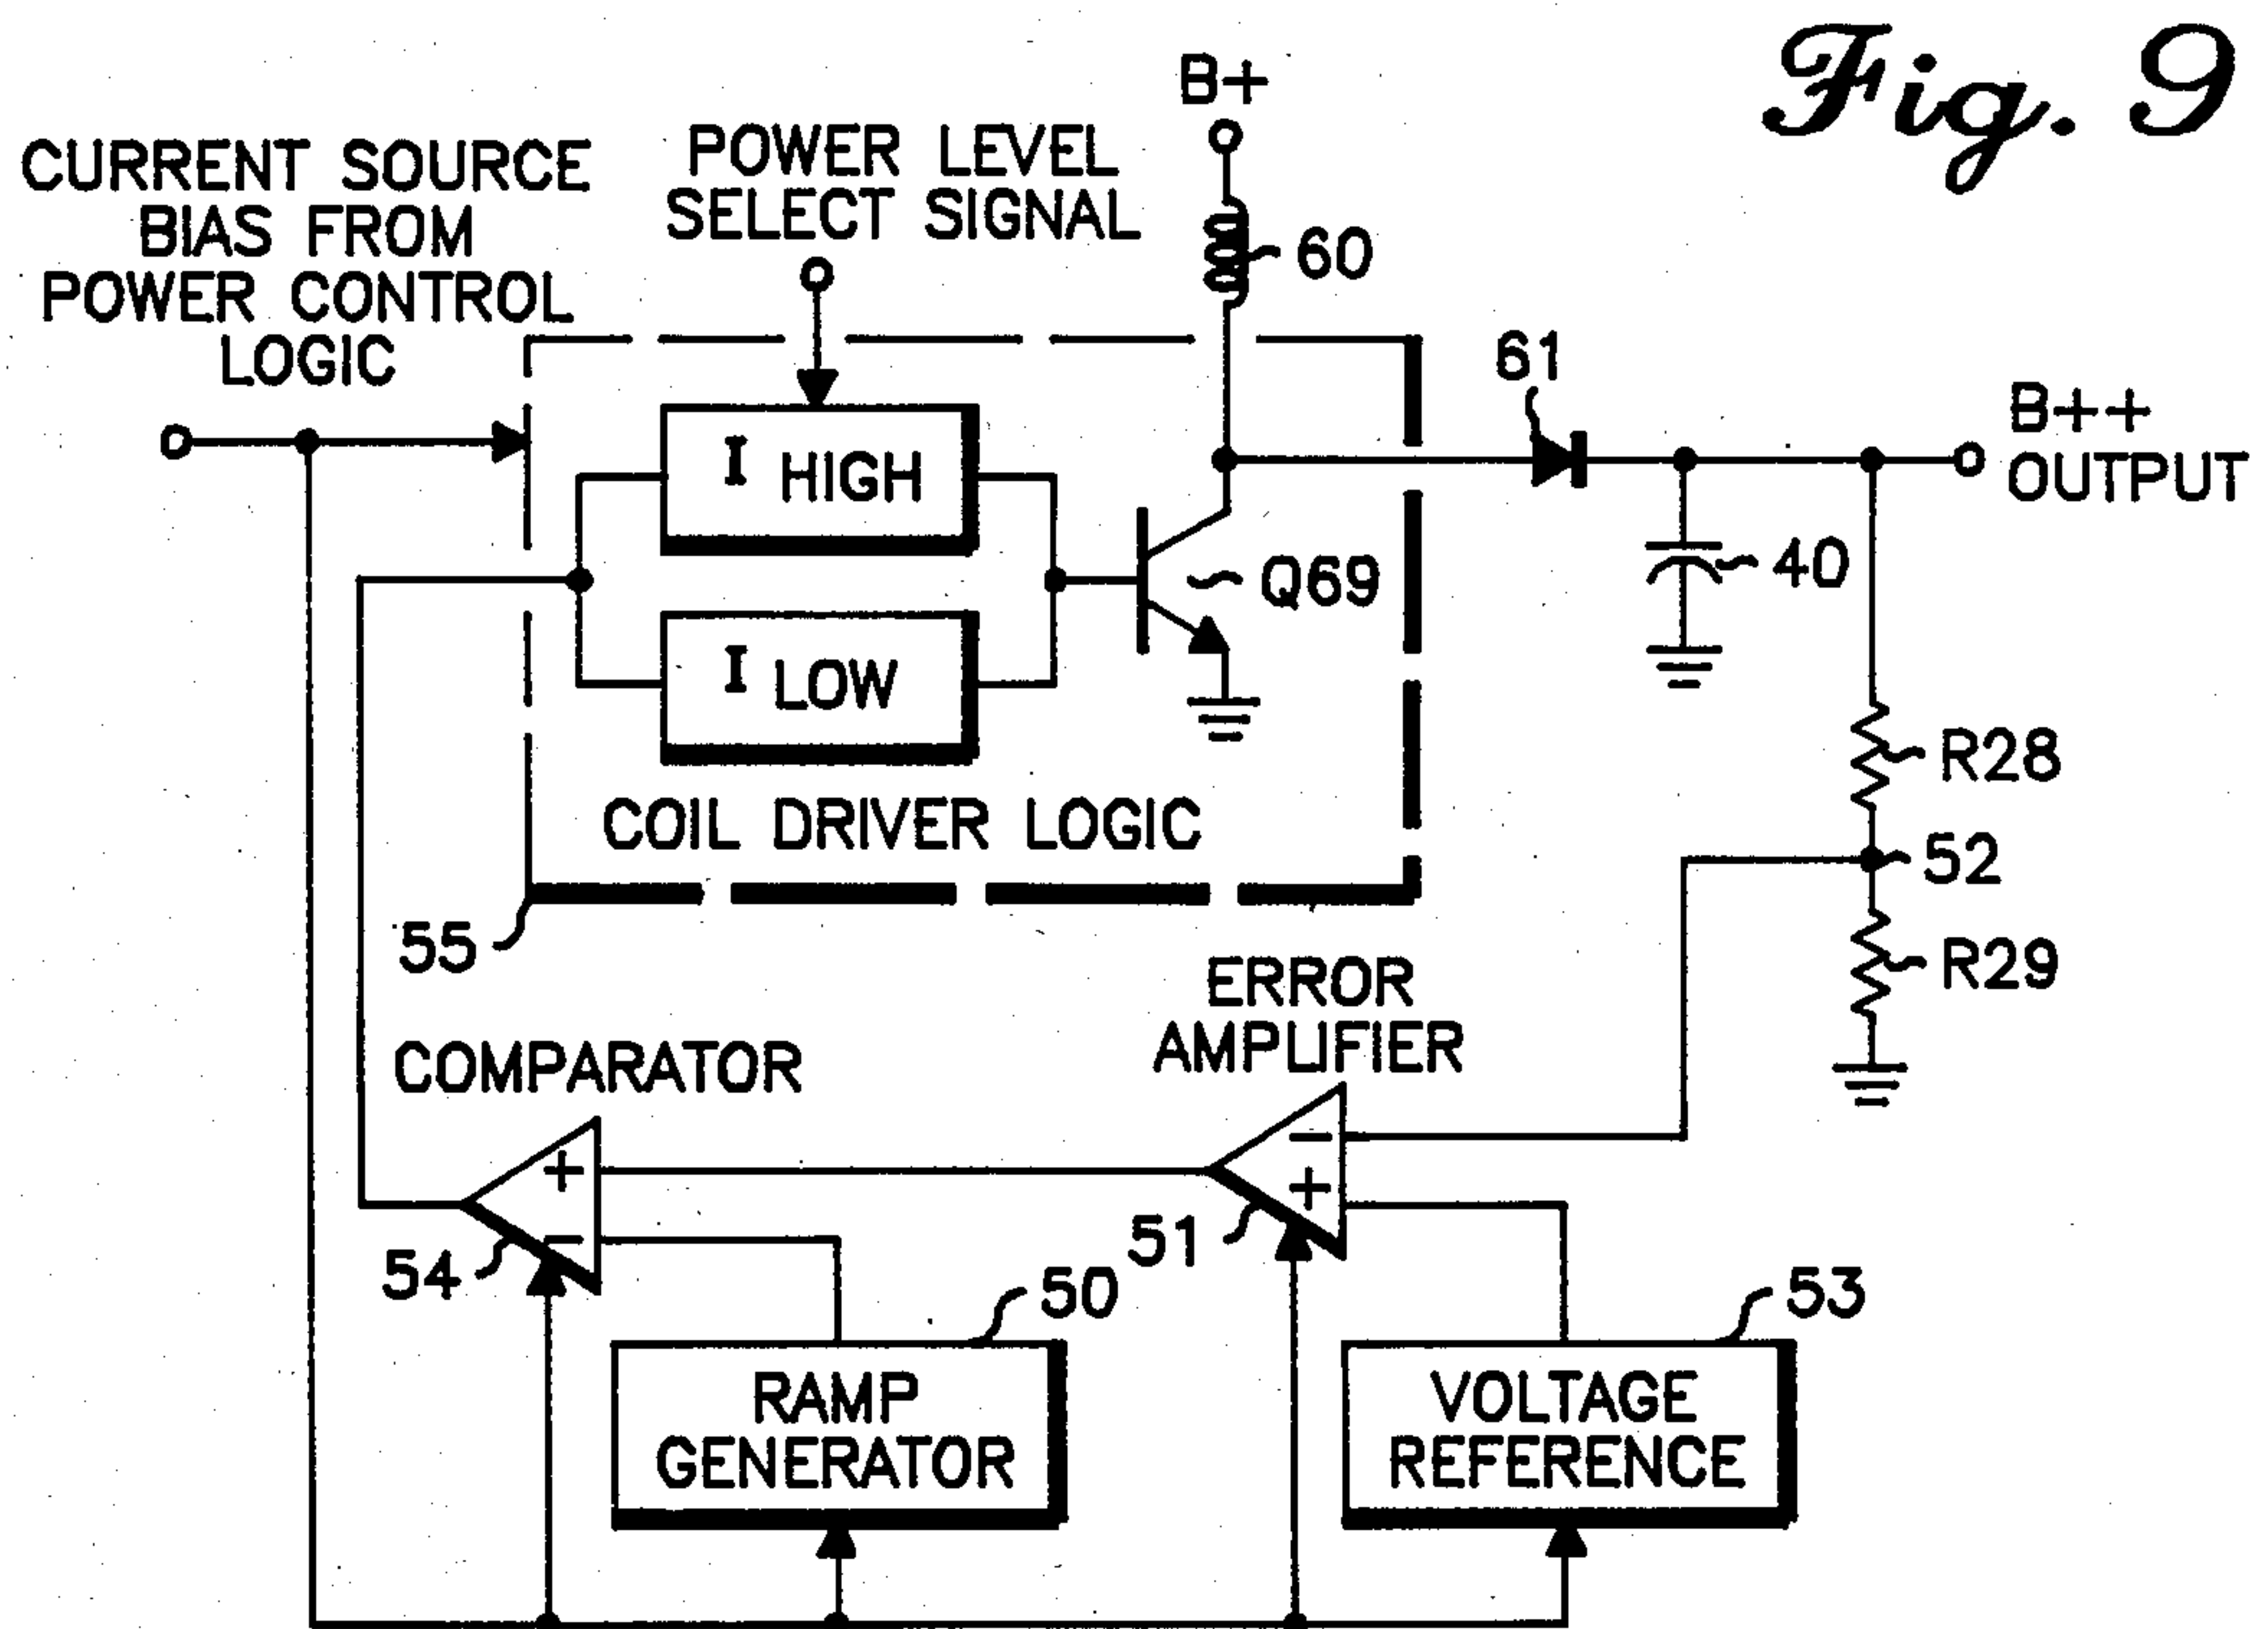 Fig. 9
B+
CURRENT SOURCE
BIAS FROM
POWER CONTROL
LOGIC
POWER LEVEL
SELECT SIGNAL
60
61
B++
OUTPUT
I HIGH
40
Q69
I LOW
R28
COIL DRIVER LOGIC
52
55
R29
ERROR
AMPLIFIER
COMPARATOR
+
−
−
+
54
51
50
53
RAMP
GENERATOR
VOLTAGE
REFERENCE